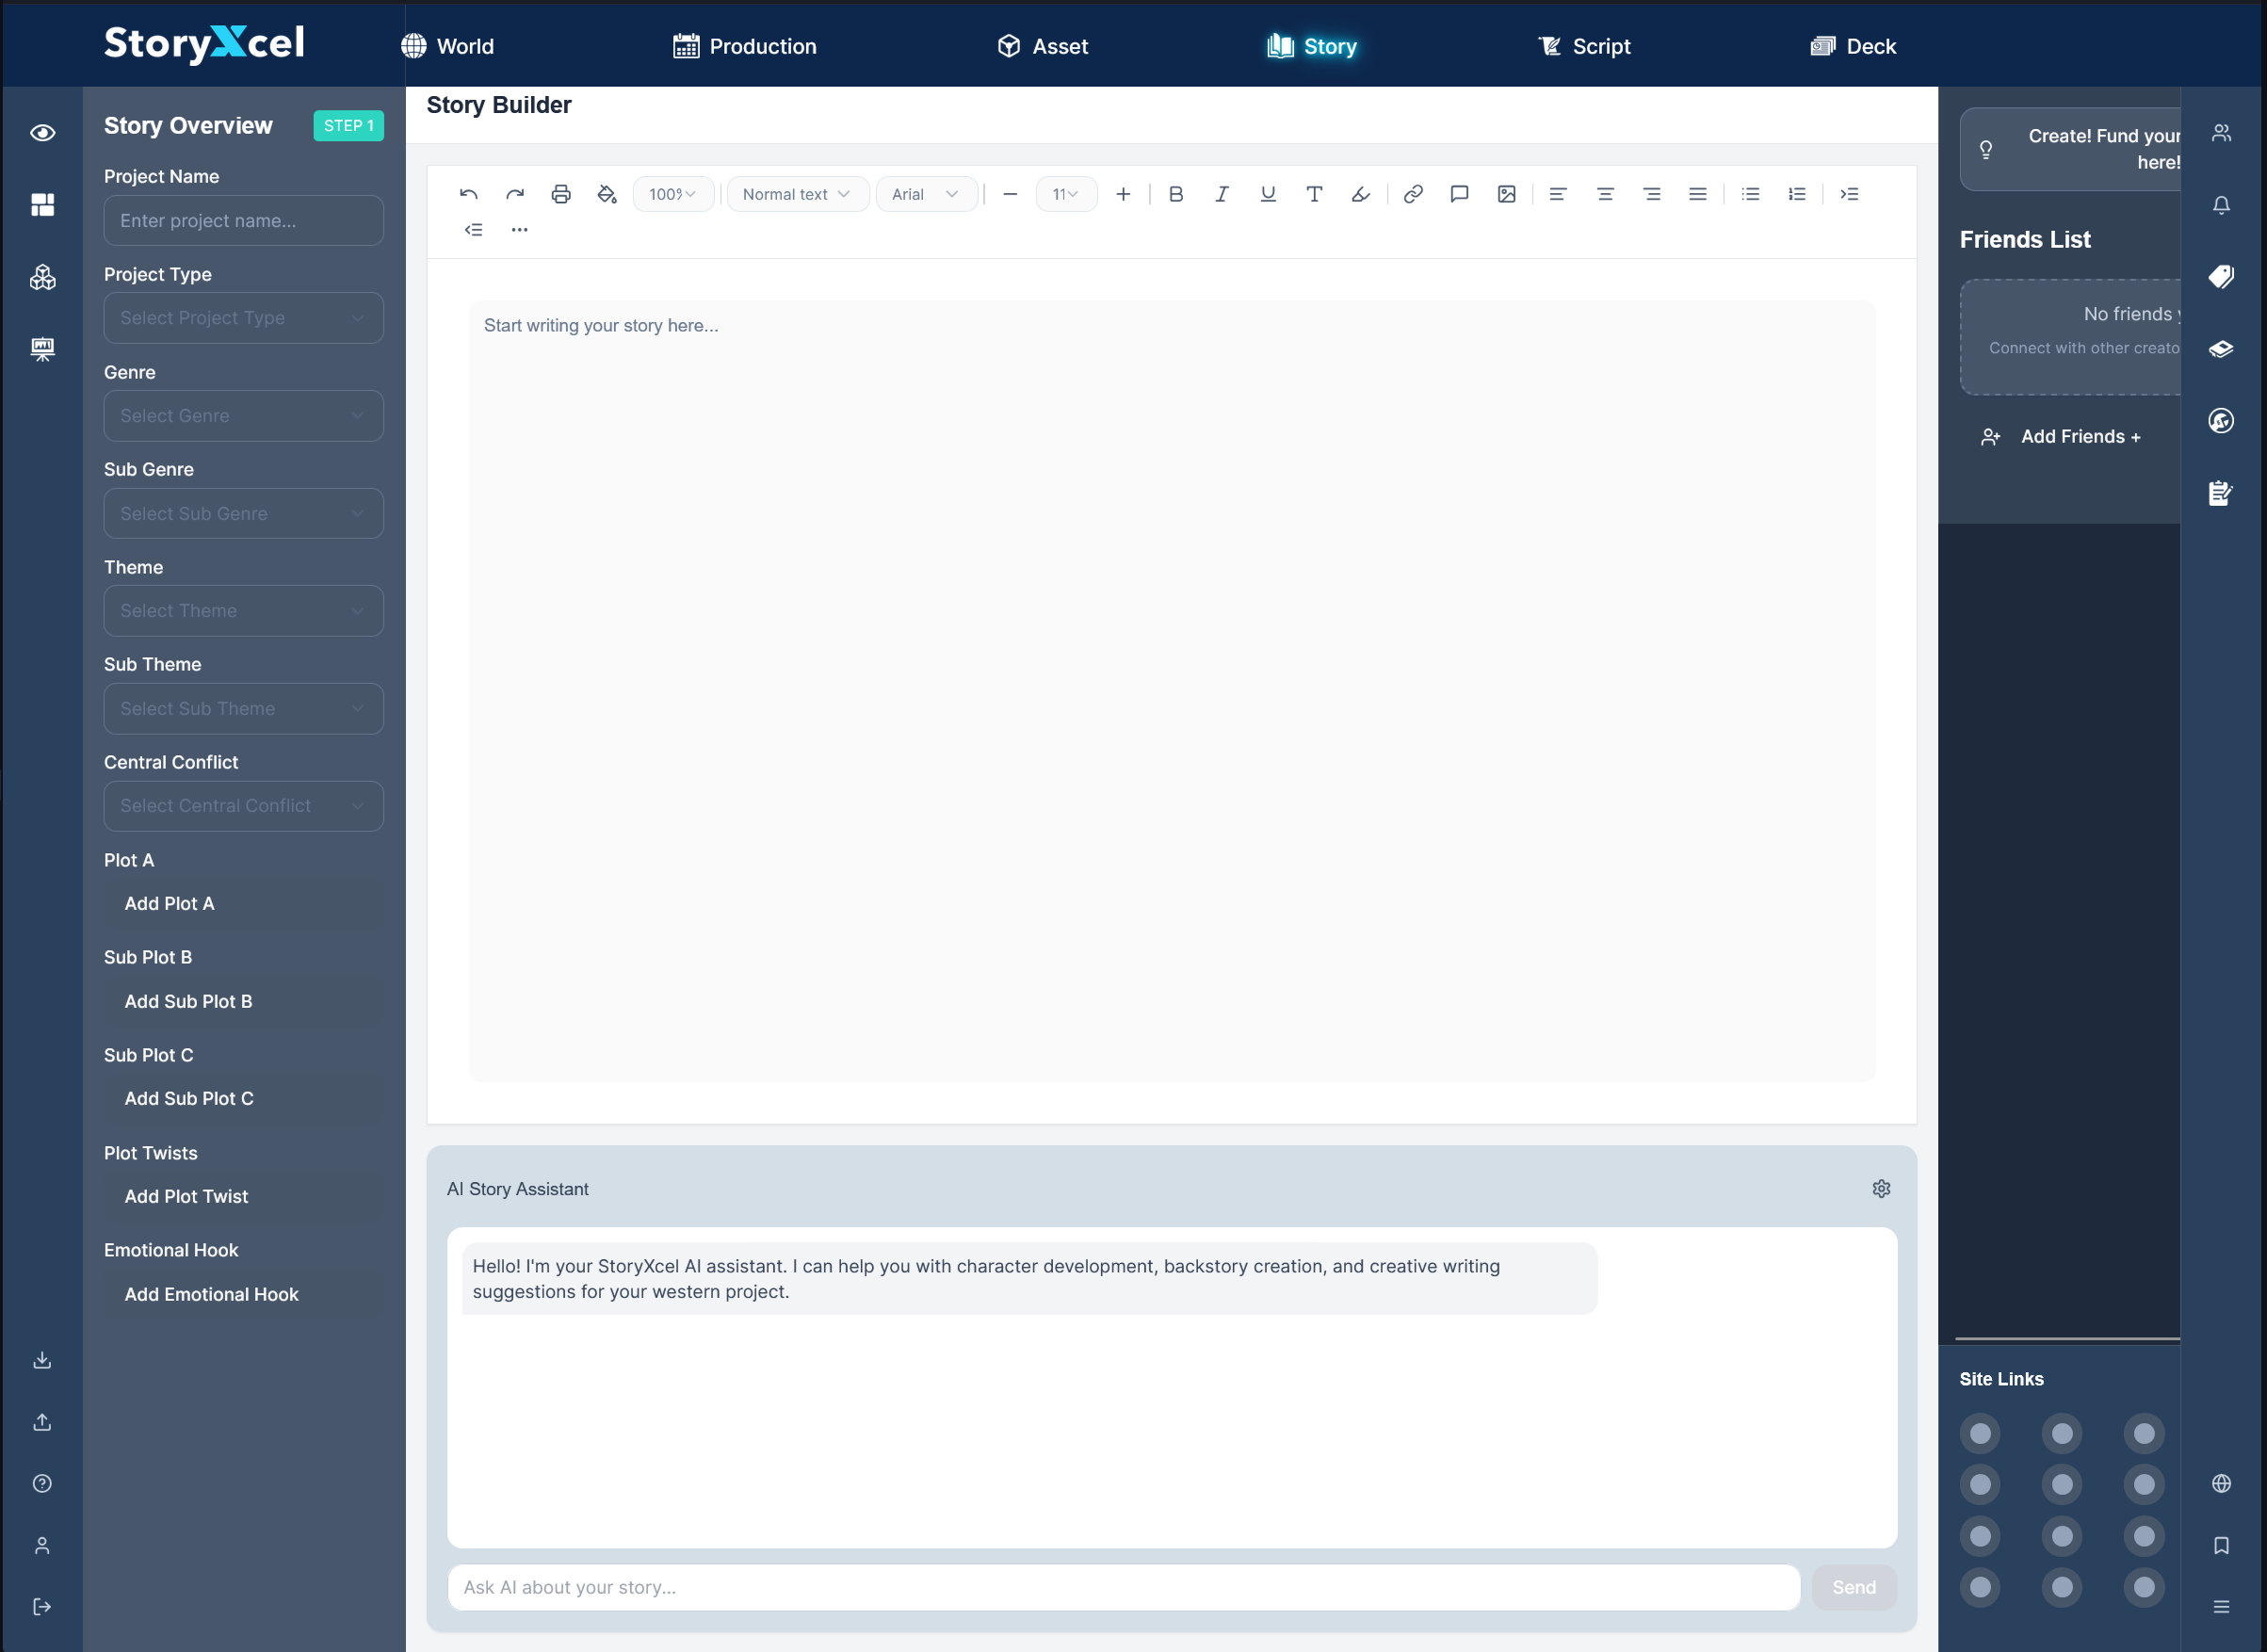 StoryXcel
World
Production
Asset
Story
Script
Deck
Story Overview
STEP 1
Project Name
Enter project name...
Project Type
Select Project Type
Genre
Select Genre
Sub Genre
Select Sub Genre
Theme
Select Theme
Sub Theme
Select Sub Theme
Central Conflict
Select Central Conflict
Plot A
Add Plot A
Sub Plot B
Add Sub Plot B
Sub Plot C
Add Sub Plot C
Plot Twists
Add Plot Twist
Emotional Hook
Add Emotional Hook
Story Builder
100%
Normal text
Arial
11
Start writing your story here...
AI Story Assistant
Hello! I'm your StoryXcel AI assistant. I can help you with character development, backstory creation, and creative writing
suggestions for your western project.
Ask AI about your story...
Send
Create! Fund your
here!
Friends List
No friends
Connect with other creato
Add Friends +
Site Links